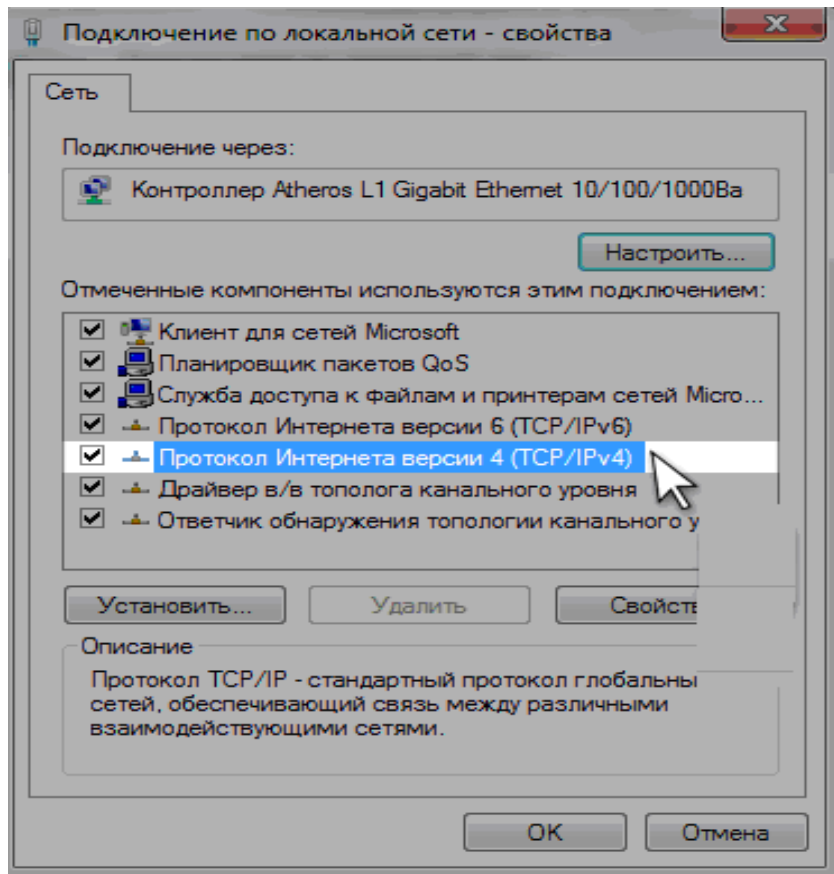 Подключение по локальной сети - свойства
Сеть
Подключение через:
Контроллер Atheros L1 Gigabit Ethernet 10/100/1000Ba
Настроить...
Отмеченные компоненты используются этим подключением:
Клиент для сетей Microsoft
Планировщик пакетов QoS
Служба доступа к файлам и принтерам сетей Micro...
Протокол Интернета версии 6 (TCP/IPv6)
Протокол Интернета версии 4 (TCP/IPv4)
Драйвер в/в тополога канального уровня
Ответчик обнаружения топологии канального у
Установить...
Удалить
Свойств
Описание
Протокол TCP/IP - стандартный протокол глобальны
сетей, обеспечивающий связь между различными
взаимодействующими сетями.
OK
Отмена